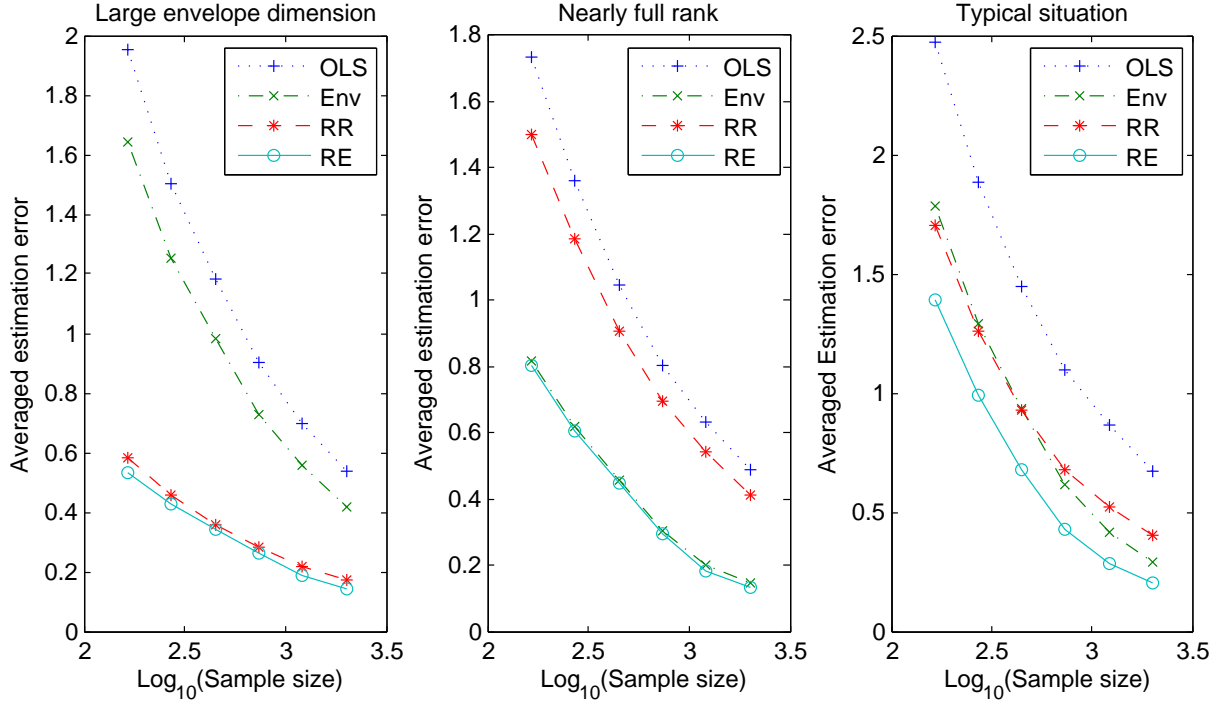 Large envelope dimension
Averaged estimation error
2
1.8
1.6
1.4
1.2
1
0.8
0.6
0.4
0.2
0
2
2.5
3
3.5
Log10(Sample size)
OLS
Env
RR
RE
Nearly full rank
Averaged estimation error
1.8
1.6
1.4
1.2
1
0.8
0.6
0.4
0.2
0
2
2.5
3
3.5
Log10(Sample size)
OLS
Env
RR
RE
Typical situation
Averaged Estimation error
2.5
2
1.5
1
0.5
0
2
2.5
3
3.5
Log10(Sample size)
OLS
Env
RR
RE